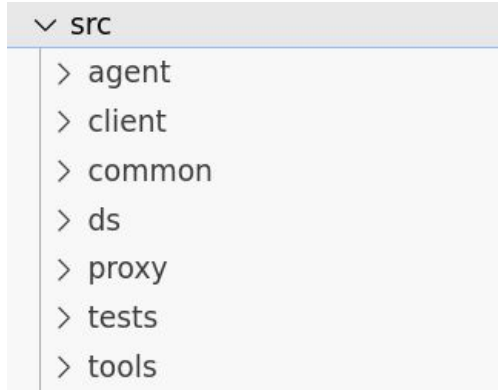 src
agent
client
common
ds
proxy
tests
tools